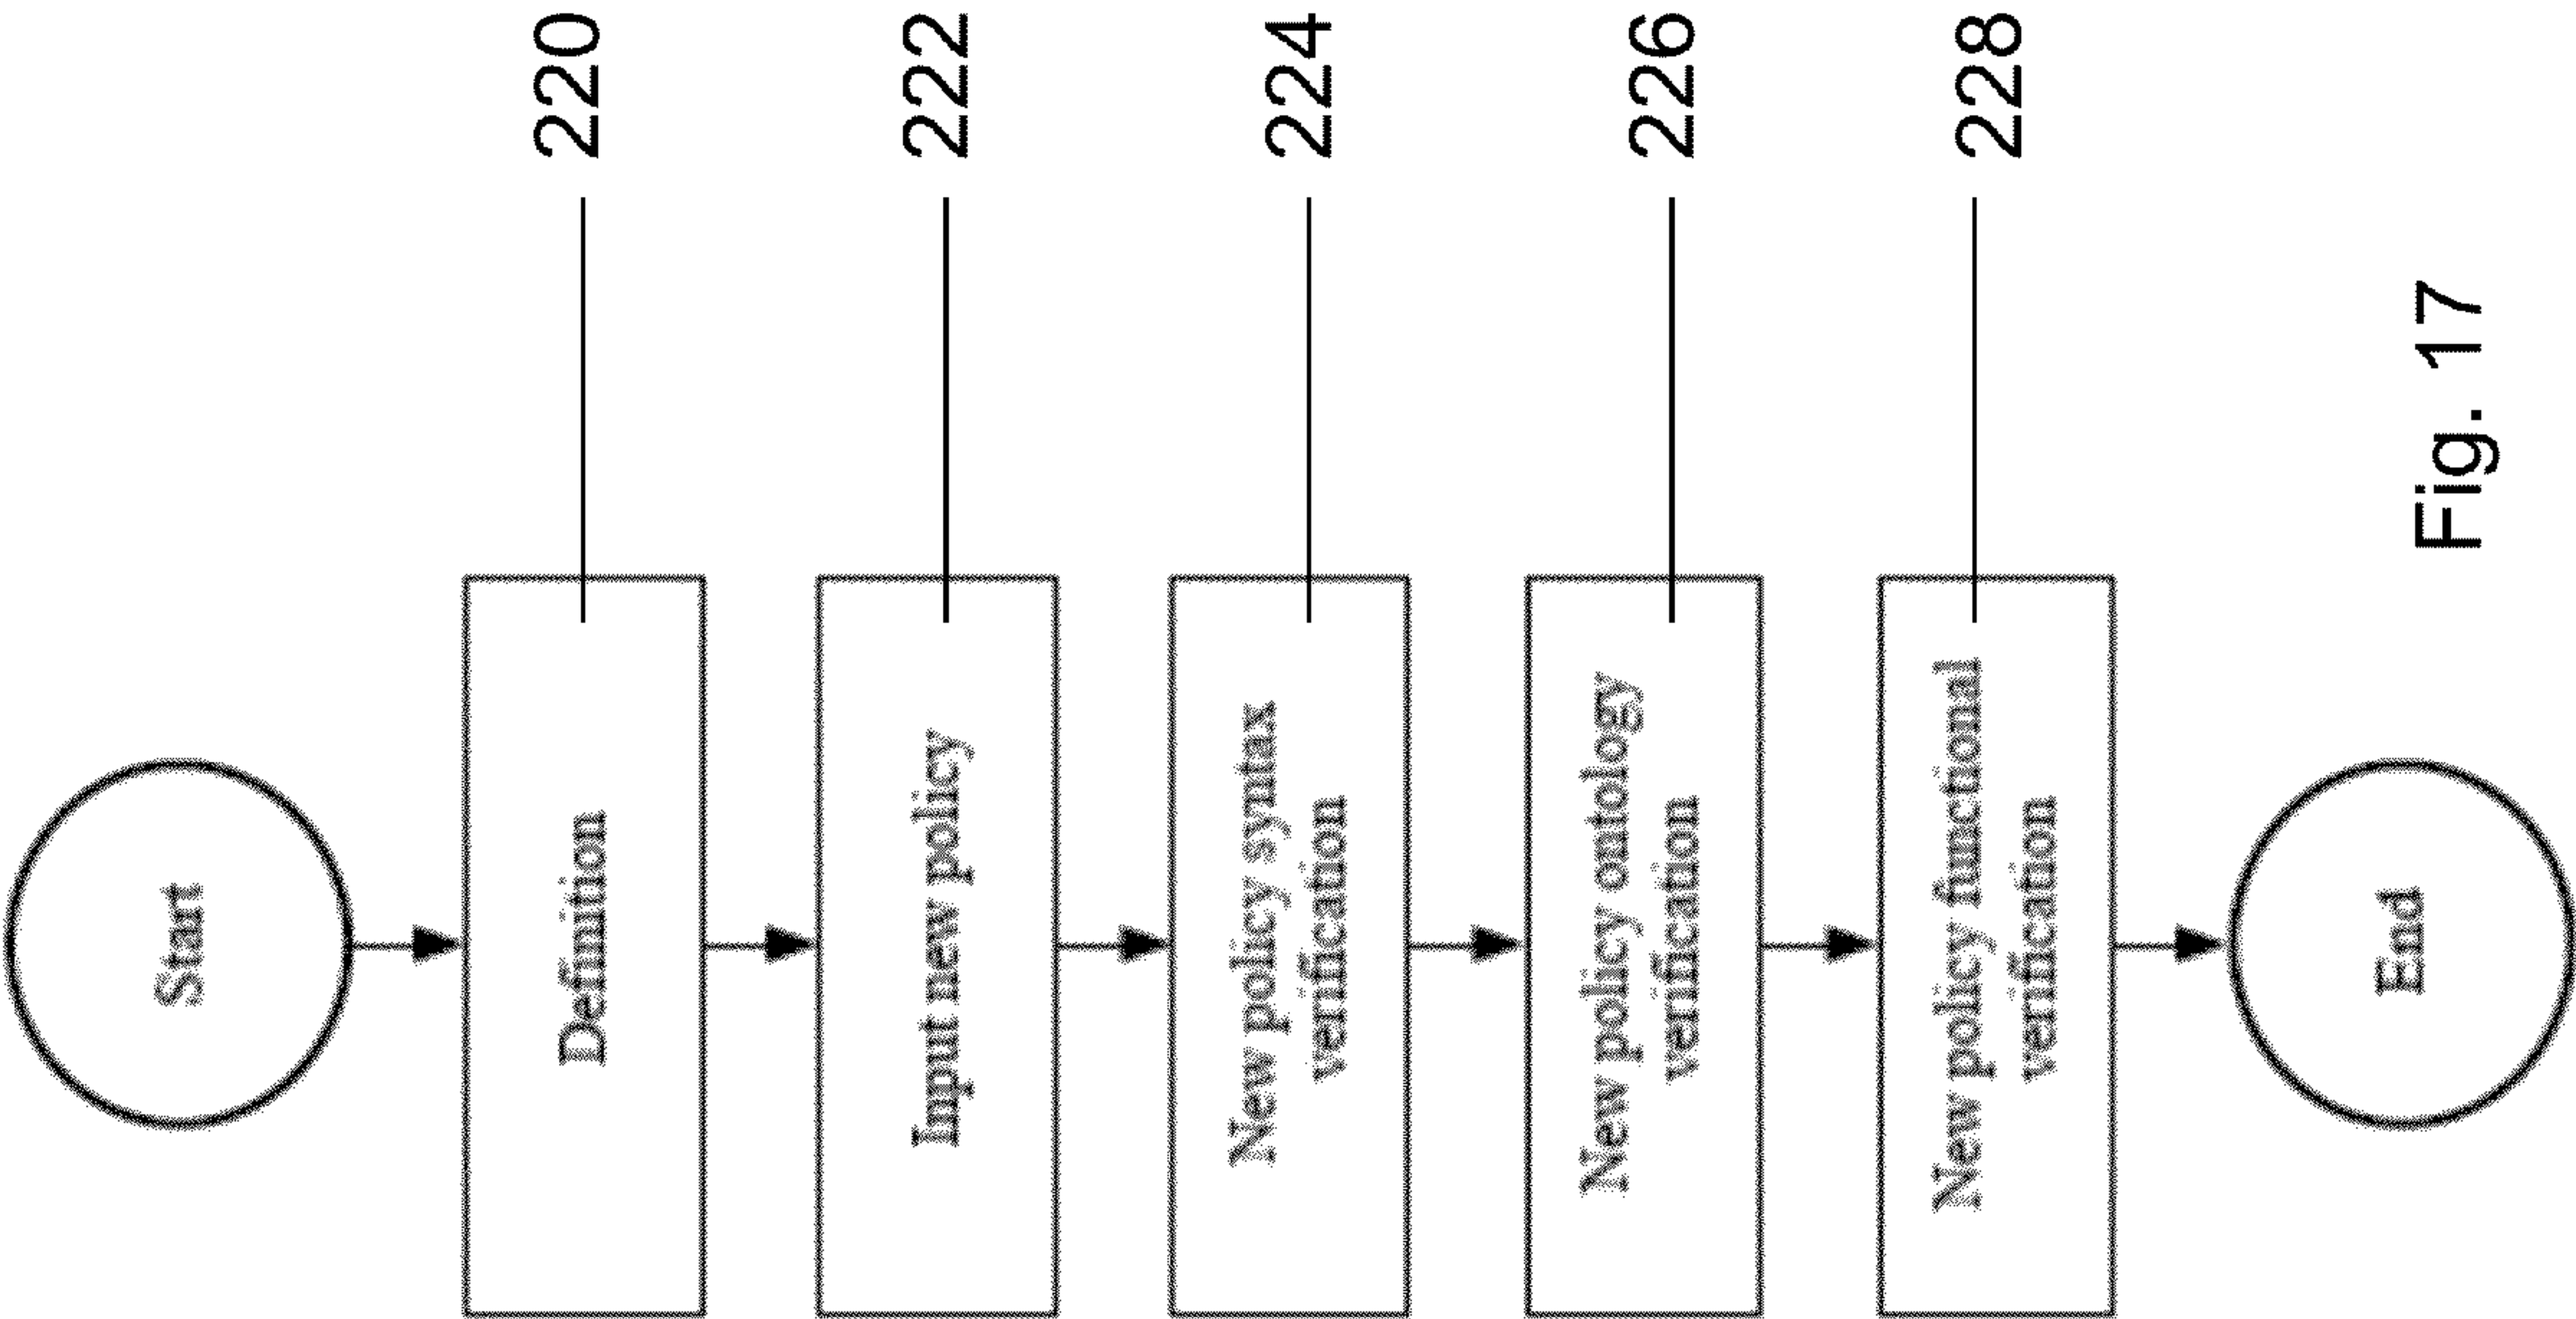 Start
Definition
220
Input new policy
222
New policy syntax
verification
224
New policy ontology
verification
226
New policy functional
verification
228
End
Fig. 17